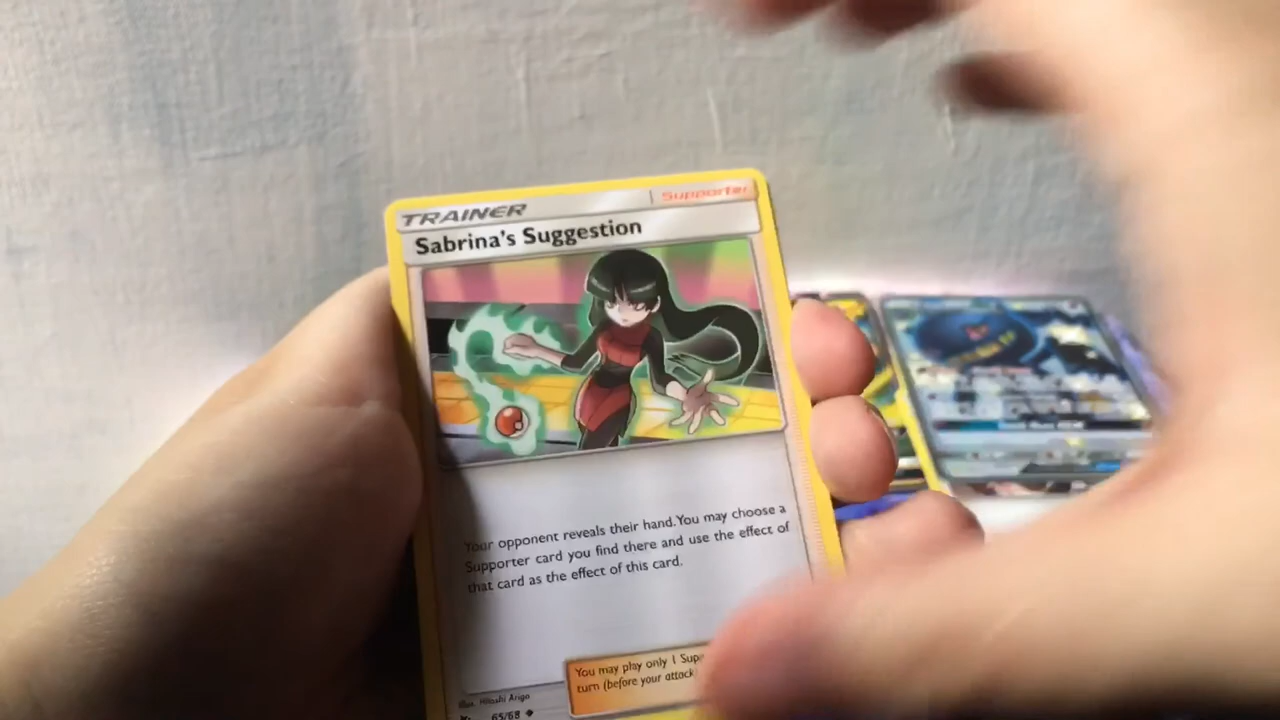 TRAINER
Supporter
Sabrina's Suggestion
Your opponent reveals their hand. You may choose a
Supporter card you find there and use the effect of
that card as the effect of this card.
You may play only 1 Sup
turn (before your attack
Illus. Hitoshi Ariga
65/68